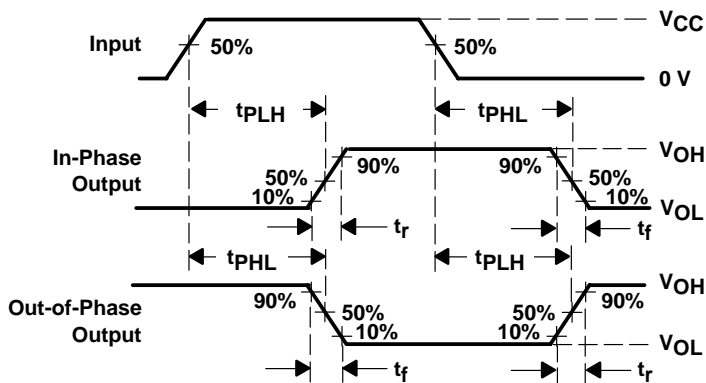 VCC
Input
50%
50%
0 V
tPLH
tPHL
In-Phase
Output
VOH
90%
90%
50%
50%
10%
10%
VOL
tr
tf
tPHL
tPLH
Out-of-Phase
Output
VOH
90%
90%
50%
50%
10%
10%
VOL
tf
tr